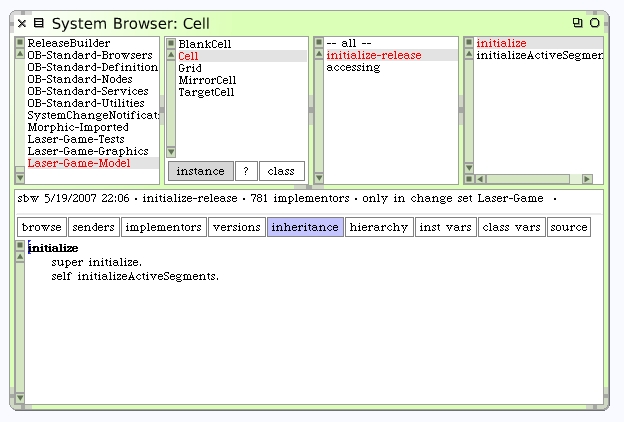 System Browser: Cell
ReleaseBuilder
OB-Standard-Browsers
OB-Standard-Definition
OB-Standard-Nodes
OB-Standard-Services
OB-Standard-Utilities
SystemChangeNotificat
Morphic-Imported
Laser-Game-Tests
Laser-Game-Graphics
Laser-Game-Model
BlankCell
Cell
Grid
MirrorCell
TargetCell
instance ? class
-- all --
initialize-release
accessing
initialize
initializeActiveSegmen
sbw 5/19/2007 22:06 · initialize-release · 781 implementors · only in change set Laser-Game ·
browse senders implementors versions inheritance hierarchy inst vars class vars source
initialize
super initialize.
self initializeActiveSegments.